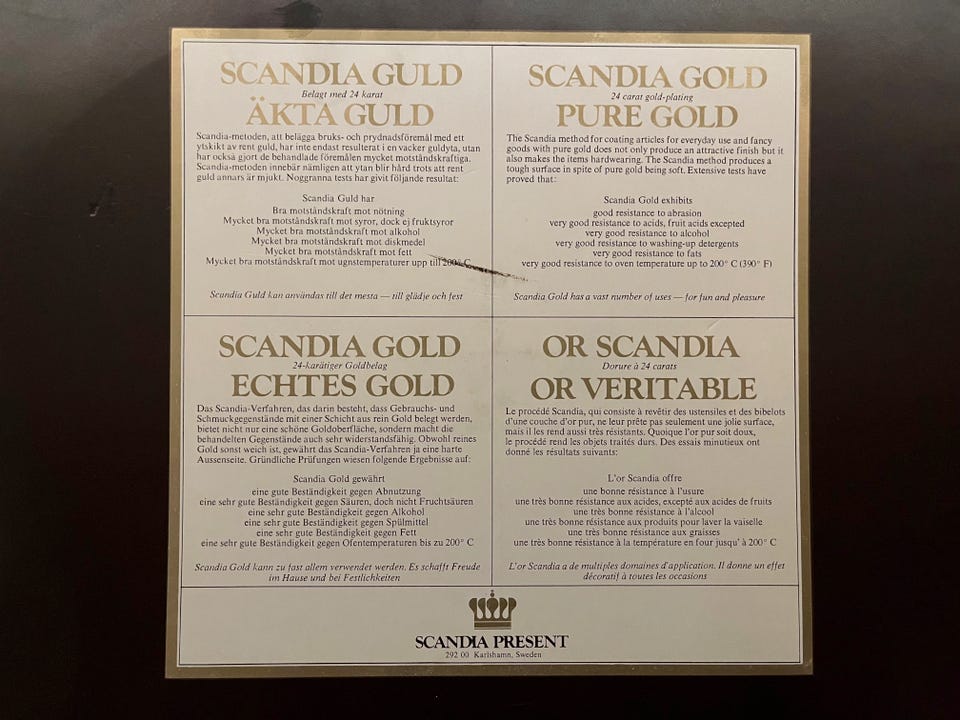 SCANDIA GULD
Belagt med 24 karat
ÄKTA GULD
Scandia-metoden, att belägga bruks- och prydnadsföremål med ett
ytskikt av rent guld, har inte endast resulterat i en vacker guldyta, utan
har också gjort de behandlade föremålen mycket motståndskraftiga.
Scandia-metoden innebär nämligen att ytan blir hård trots att rent
guld annars är mjukt. Noggranna tests har givit följande resultat:
Scandia Guld har
Bra motståndskraft mot nötning
Mycket bra motståndskraft mot syror, dock ej fruktsyror
Mycket bra motståndskraft mot alkohol
Mycket bra motståndskraft mot diskmedel
Mycket bra motståndskraft mot fett
Mycket bra motståndskraft mot ugnstemperaturer upp till 200° C
Scandia Guld kan användas till det mesta — till glädje och fest
SCANDIA GOLD
24 carat gold-plating
PURE GOLD
The Scandia method for coating articles for everyday use and fancy
goods with pure gold does not only produce an attractive finish but it
also makes the items hardwearing. The Scandia method produces a
tough surface in spite of pure gold being soft. Extensive tests have
proved that:
Scandia Gold exhibits
good resistance to abrasion
very good resistance to acids, fruit acids excepted
very good resistance to alcohol
very good resistance to washing-up detergents
very good resistance to fats
very good resistance to oven temperature up to 200° C (390° F)
Scandia Gold has a vast number of uses — for fun and pleasure
SCANDIA GOLD
24-karätiger Goldbelag
ECHTES GOLD
Das Scandia-Verfahren, das darin besteht, dass Gebrauchs- und
Schmuckgegenstände mit einer Schicht aus rein Gold belegt werden,
bietet nicht nur eine schöne Goldoberfläche, sondern macht die
behandelten Gegenstände auch sehr widerstandsfähig. Obwohl reines
Gold sonst weich ist, gewährt das Scandia-Verfahren ja eine harte
Aussenseite. Gründliche Prüfungen wiesen folgende Ergebnisse auf:
Scandia Gold gewährt
eine gute Beständigkeit gegen Abnutzung
eine sehr gute Beständigkeit gegen Säuren, doch nicht Fruchtsäuren
eine sehr gute Beständigkeit gegen Alkohol
eine sehr gute Beständigkeit gegen Spülmittel
eine sehr gute Beständigkeit gegen Fett
eine sehr gute Beständigkeit gegen Ofentemperaturen bis zu 200° C
Scandia Gold kann zu fast allem verwendet werden. Es schafft Freude
im Hause und bei Festlichkeiten
OR SCANDIA
Dorure à 24 carats
OR VERITABLE
Le procédé Scandia, qui consiste à revêtir des ustensiles et des bibelots
d'une couche d'or pur, ne leur prête pas seulement une jolie surface,
mais il les rend aussi très résistants. Quoique l'or pur soit doux,
le procédé rend les objets traités durs. Des essais minutieux ont
donné les résultats suivants:
L'or Scandia offre
une bonne résistance à l'usure
une très bonne résistance aux acides, excepté aux acides de fruits
une très bonne résistance à l'alcool
une très bonne résistance aux produits pour laver la vaiselle
une très bonne résistance aux graisses
une très bonne résistance à la température en four jusqu' à 200° C
L'or Scandia a de multiples domaines d'application. Il donne un effet
décoratif à toutes les occasions
SCANDIA PRESENT
292 00 Karlshamn, Sweden